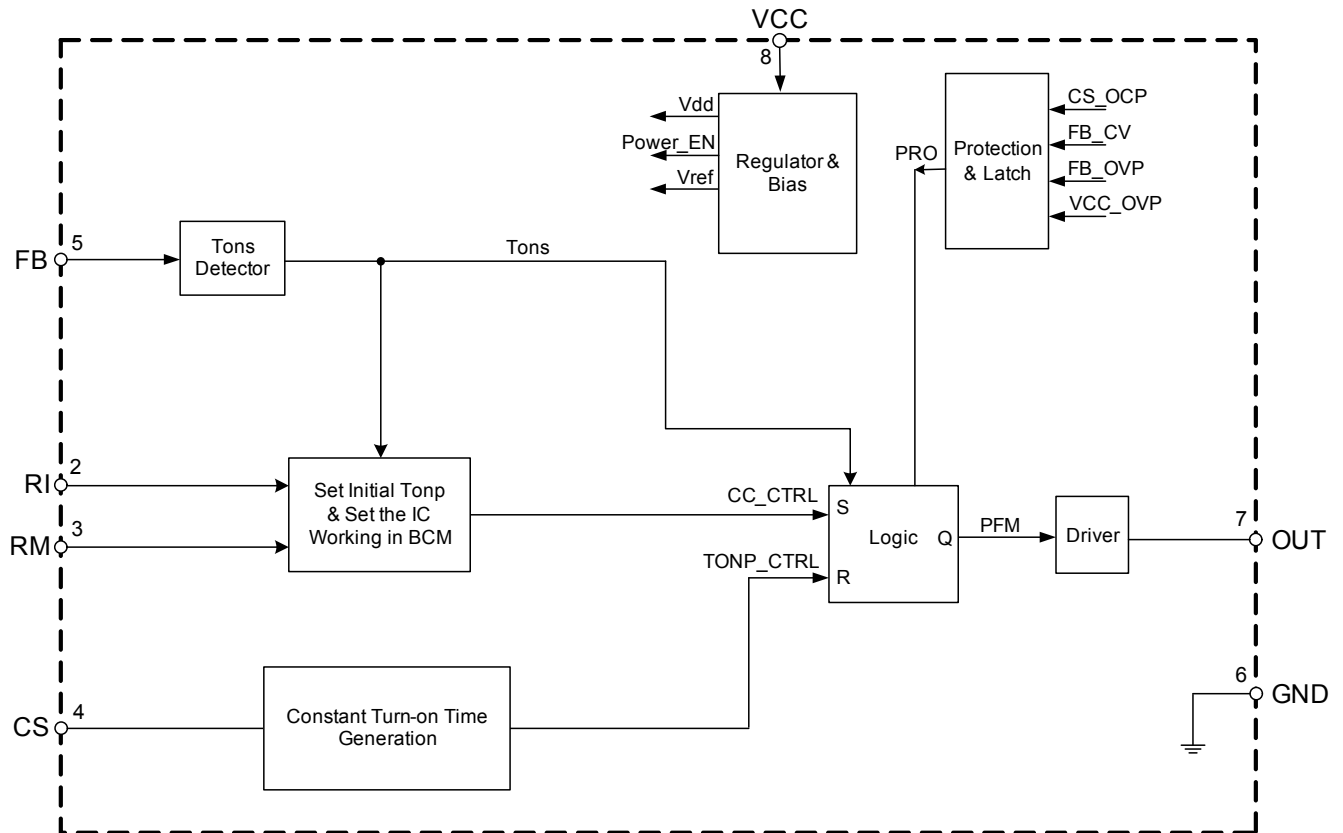 VCC
8
Vdd
Power_EN
Vref
Regulator &
Bias
PRO
Protection
& Latch
CS_OCP
FB_CV
FB_OVP
VCC_OVP
FB
5
Tons
Detector
Tons
RI
2
RM
3
Set Initial Tonp
& Set the IC
Working in BCM
CC_CTRL
TONP_CTRL
S
R
Logic
Q
PFM
Driver
7
OUT
6
GND
CS
4
Constant Turn-on Time
Generation